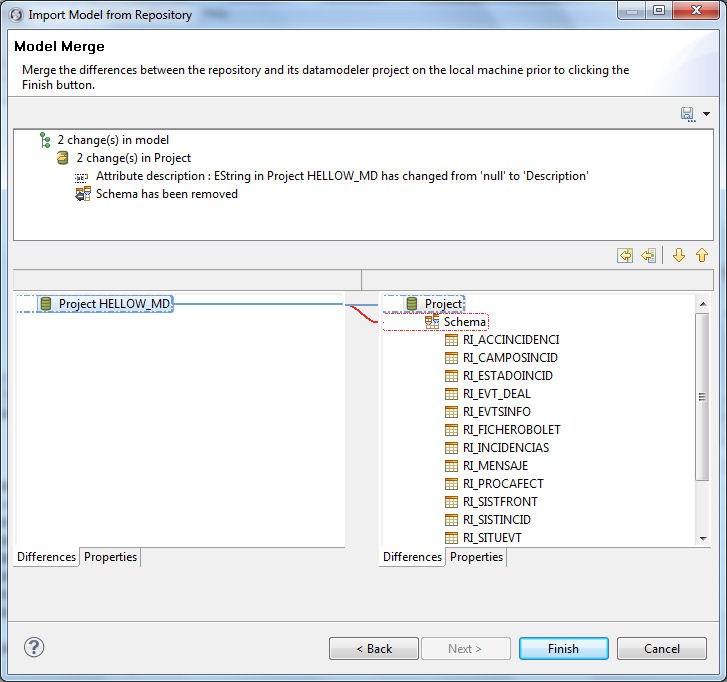 Import Model from Repository
Model Merge
Merge the differences between the repository and its datamodeler project on the local machine prior to clicking the
Finish button.
2 change(s) in model
2 change(s) in Project
Attribute description : EString in Project HELLOW_MD has changed from 'null' to 'Description'
Schema has been removed
Project HELLOW_MD
Project
Schema
RI_ACCINCIDENCI
RI_CAMPOSINCID
RI_ESTADOINCID
RI_EVT_DEAL
RI_EVTSINFO
RI_FICHEROBOLET
RI_INCIDENCIAS
RI_MENSAJE
RI_PROCAFECT
RI_SISTFRONT
RI_SISTINCID
RI_SITUEVT
Differences Properties
Differences Properties
? < Back Next > Finish Cancel